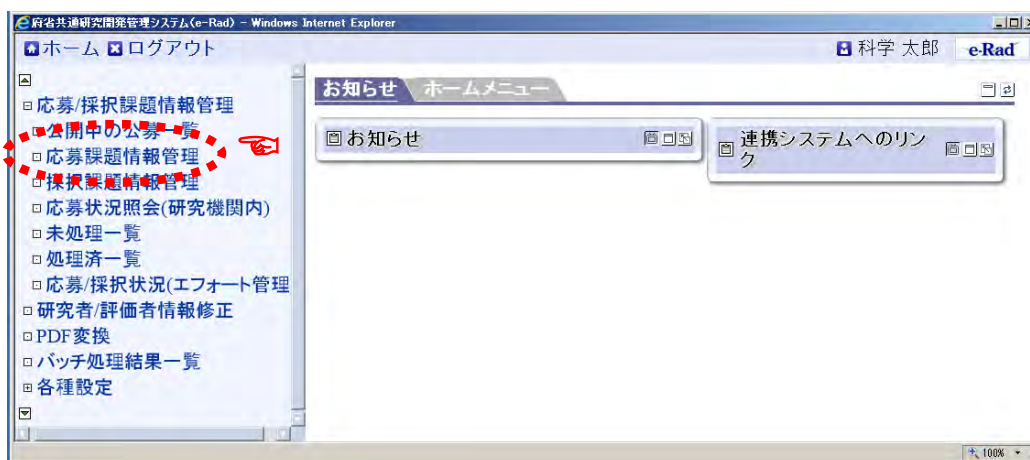 府省共通研究開発管理システム(e-Rad) - Windows Internet Explorer
ホーム ログアウト
科学 太郎
e-Rad
応募/採択課題情報管理
公開中の公募一覧
応募課題情報管理
採択課題情報管理
応募状況照会(研究機関内)
未処理一覧
処理済一覧
応募/採択状況(エフォート管理
研究者/評価者情報修正
PDF変換
バッチ処理結果一覧
各種設定
お知らせ ホームメニュー
お知らせ
連携システムへのリン
ク
100%